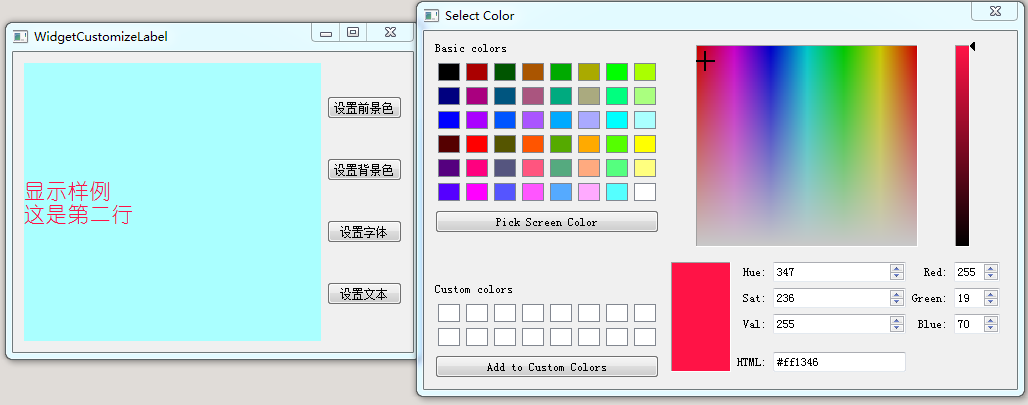 WidgetCustomizeLabel
显示样例
这是第二行
设置前景色
设置背景色
设置字体
设置文本
Select Color
Basic colors
Pick Screen Color
Custom colors
Add to Custom Colors
Hue: 347
Red: 255
Sat: 236
Green: 19
Val: 255
Blue: 70
HTML: #ff1346